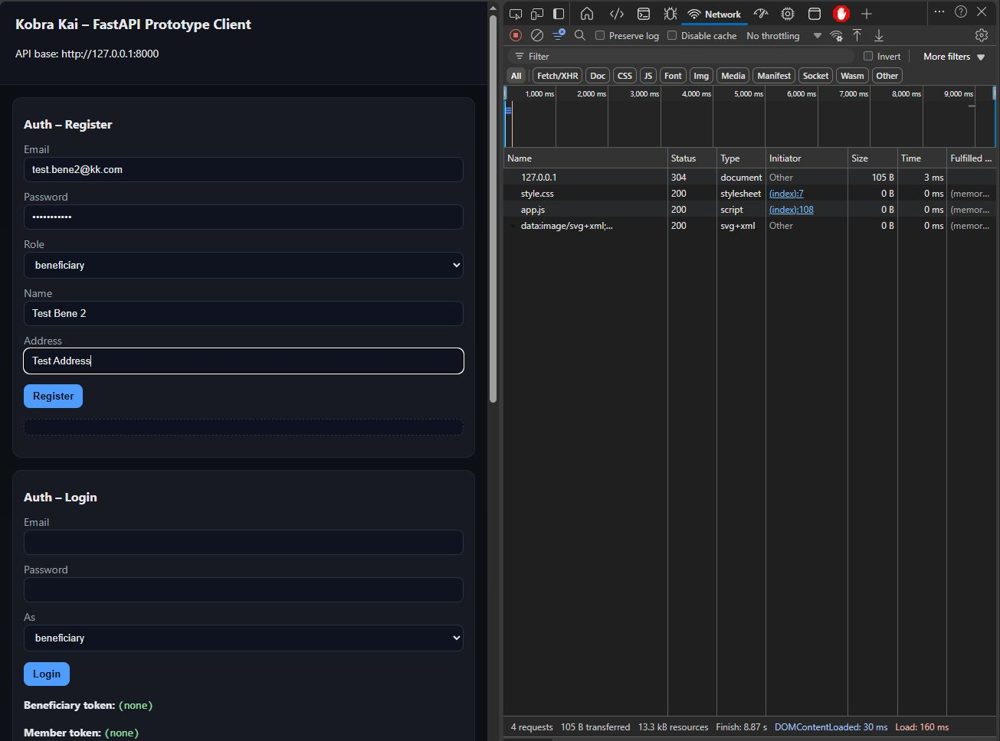 Kobra Kai – FastAPI Prototype Client
API base: http://127.0.0.1:8000
Auth – Register
Email
test.bene2@kk.com
Password
•••••••••••
Role
beneficiary
Name
Test Bene 2
Address
Test Address
Register
Auth – Login
Email
Password
As
beneficiary
Login
Beneficiary token: (none)
Member token: (none)
Network
Preserve log
Disable cache
No throttling
Filter
Invert
More filters
All
Fetch/XHR
Doc
CSS
JS
Font
Img
Media
Manifest
Socket
Wasm
Other
1,000 ms 2,000 ms 3,000 ms 4,000 ms 5,000 ms 6,000 ms 7,000 ms 8,000 ms 9,000 ms
Name Status Type Initiator Size Time Fulfilled ...
127.0.0.1 304 document Other 105 B 3 ms
style.css 200 stylesheet (index):7 0 B 0 ms (memor...
app.js 200 script (index):108 0 B 0 ms (memor...
data:image/svg+xml;... 200 svg+xml Other 0 B 0 ms (memor...
4 requests 105 B transferred 13.3 kB resources Finish: 8.87 s DOMContentLoaded: 30 ms Load: 160 ms